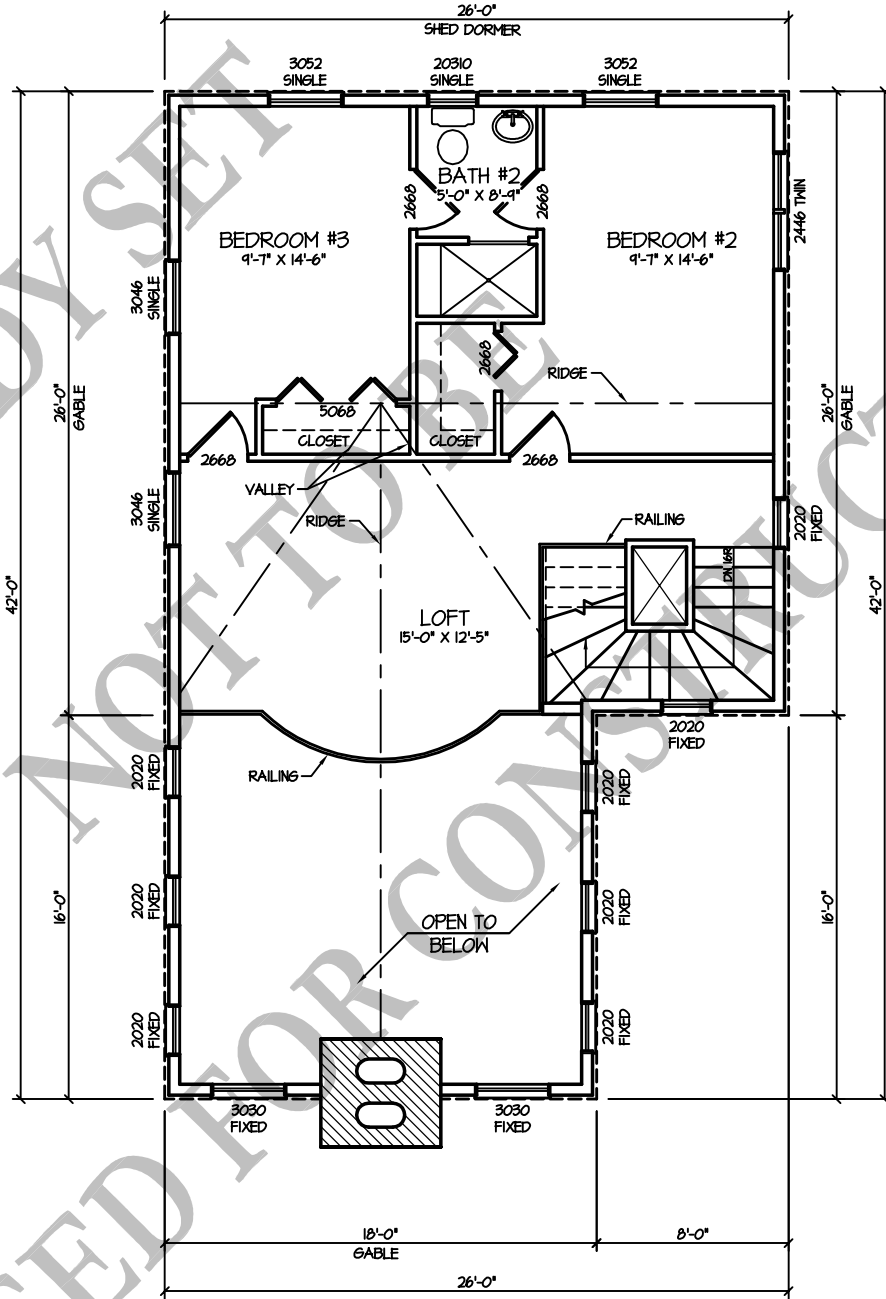 26'-0"
SHED DORMER
3052
SINGLE
20310
SINGLE
3052
SINGLE
BATH #2
5'-0" X 8'-9"
2668
2668
2446 TWIN
BEDROOM #3
9'-7" X 14'-6"
BEDROOM #2
9'-7" X 14'-6"
3046
SINGLE
2668
RIDGE
26'-0"
GABLE
26'-0"
GABLE
5068
CLOSET
CLOSET
2668
2668
VALLEY
3046
SINGLE
RIDGE
RAILING
2020
FIXED
DN 16R
42'-0"
42'-0"
LOFT
15'-0" X 12'-5"
2020
FIXED
RAILING
2020
FIXED
2020
FIXED
16'-0"
16'-0"
2020
FIXED
2020
FIXED
OPEN TO
BELOW
2020
FIXED
2020
FIXED
3030
FIXED
3030
FIXED
18'-0"
GABLE
8'-0"
26'-0"
DY SET
NOT TO BE
ED FOR CONSTRUCT